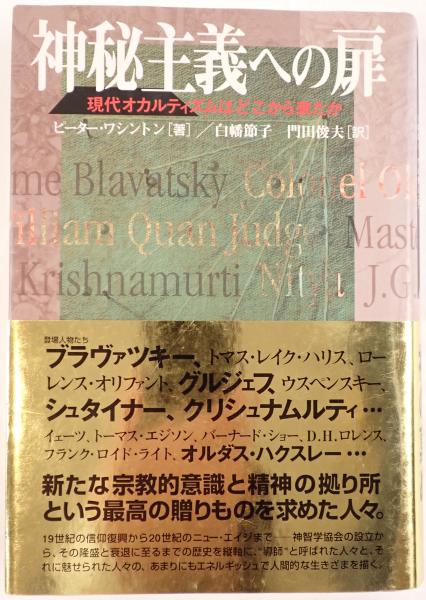 神秘主義への扉
現代オカルティズムはどこから来たか
ピーター・ワシントン[著]／白幡節子 門田俊夫[訳]
me Blavatsky Colonel Ol
illiam Quan Judge Mast
Krishnamurti Nitya J.G
登場人物たち
ブラヴァツキー、トマス・レイク・ハリス、ロー
レンス・オリファント、グルジェフ、ウスペンスキー、
シュタイナー、クリシュナムルティ…
イェーツ、トーマス・エジソン、バーナード・ショー、D.H.ロレンス、
フランク・ロイド・ライト、オルダス・ハクスレー…
新たな宗教的意識と精神の拠り所
という最高の贈りものを求めた人々。
19世紀の信仰復興から20世紀のニュー・エイジまで――神智学協会の設立か
ら、その隆盛と衰退に至るまでの歴史を縦軸に、“導師”と呼ばれた人々と、そ
れに魅せられた人々の、あまりにもエネルギッシュで人間的な生きざまを描く。